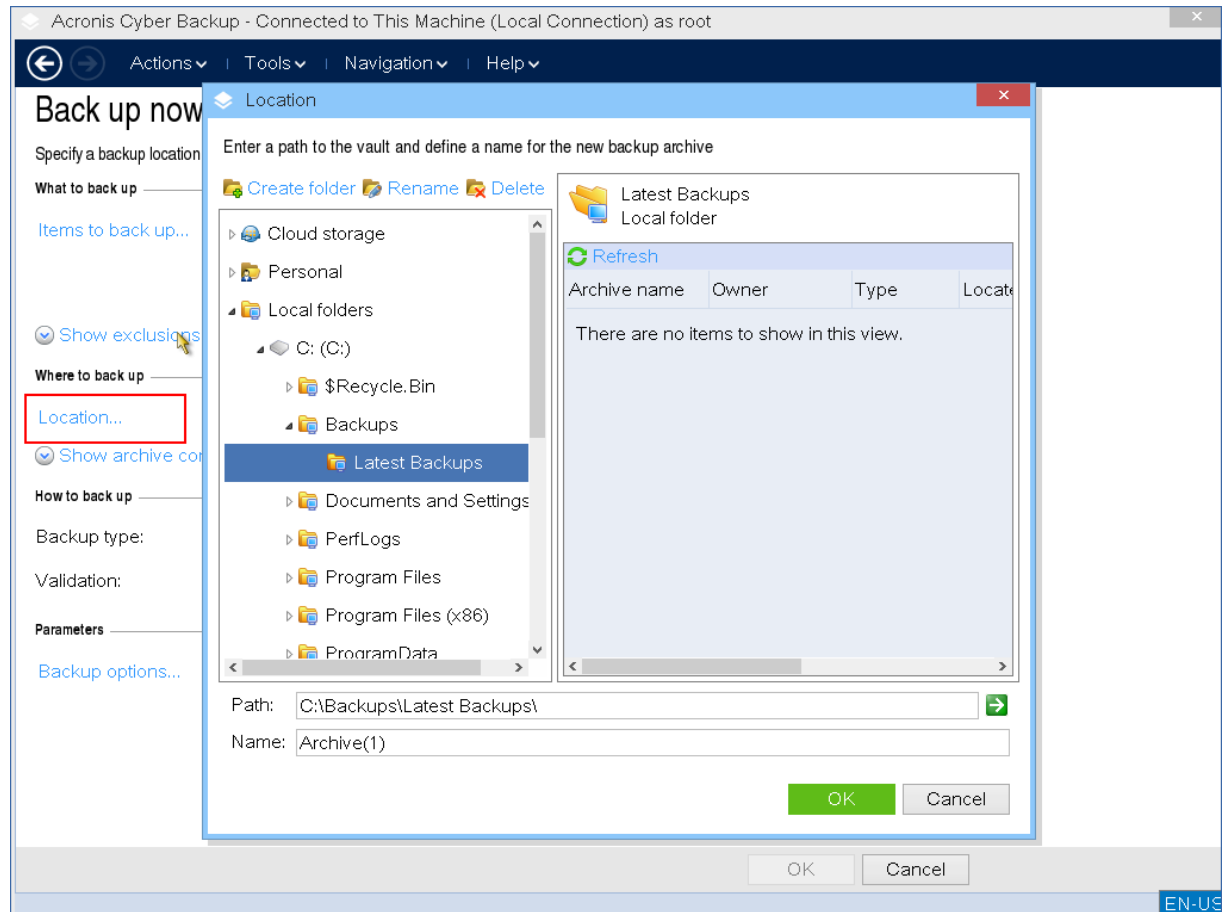 Acronis Cyber Backup - Connected to This Machine (Local Connection) as root
Actions Tools Navigation Help
Back up now
Specify a backup location
What to back up
Items to back up...
Show exclusions
Where to back up
Location...
Show archive
How to back up
Backup type:
Validation:
Parameters
Backup options...
Location
Enter a path to the vault and define a name for the new backup archive
Create folder Rename Delete
Cloud storage
Personal
Local folders
C: (C:)
$Recycle.Bin
Backups
Latest Backups
Documents and Settings
PerfLogs
Program Files
Program Files (x86)
ProgramData
Latest Backups
Local folder
Refresh
Archive name Owner Type
There are no items to show in this view.
Path: C:\Backups\Latest Backups\
Name: Archive(1)
OK Cancel
OK Cancel
EN-US